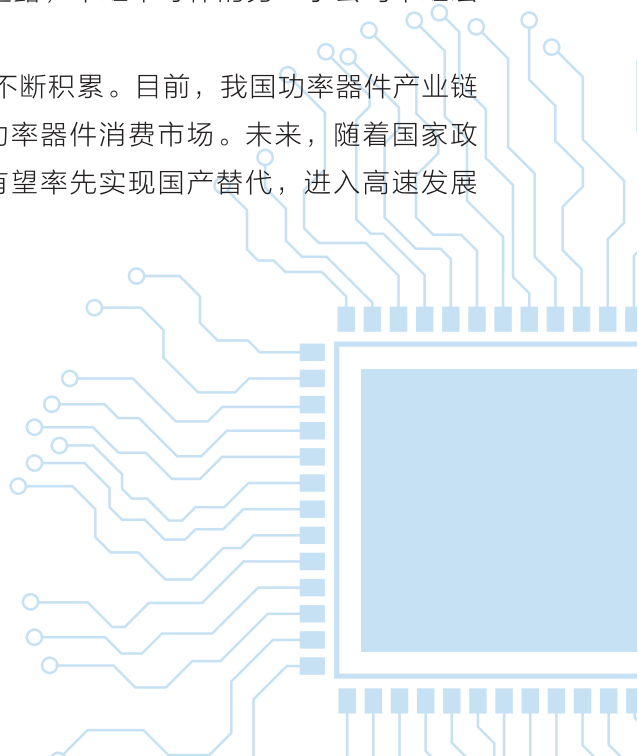 不断积累。目前，我国功率器件产业链
率器件消费市场。未来，随着国家政
望率先实现国产替代，进入高速发展